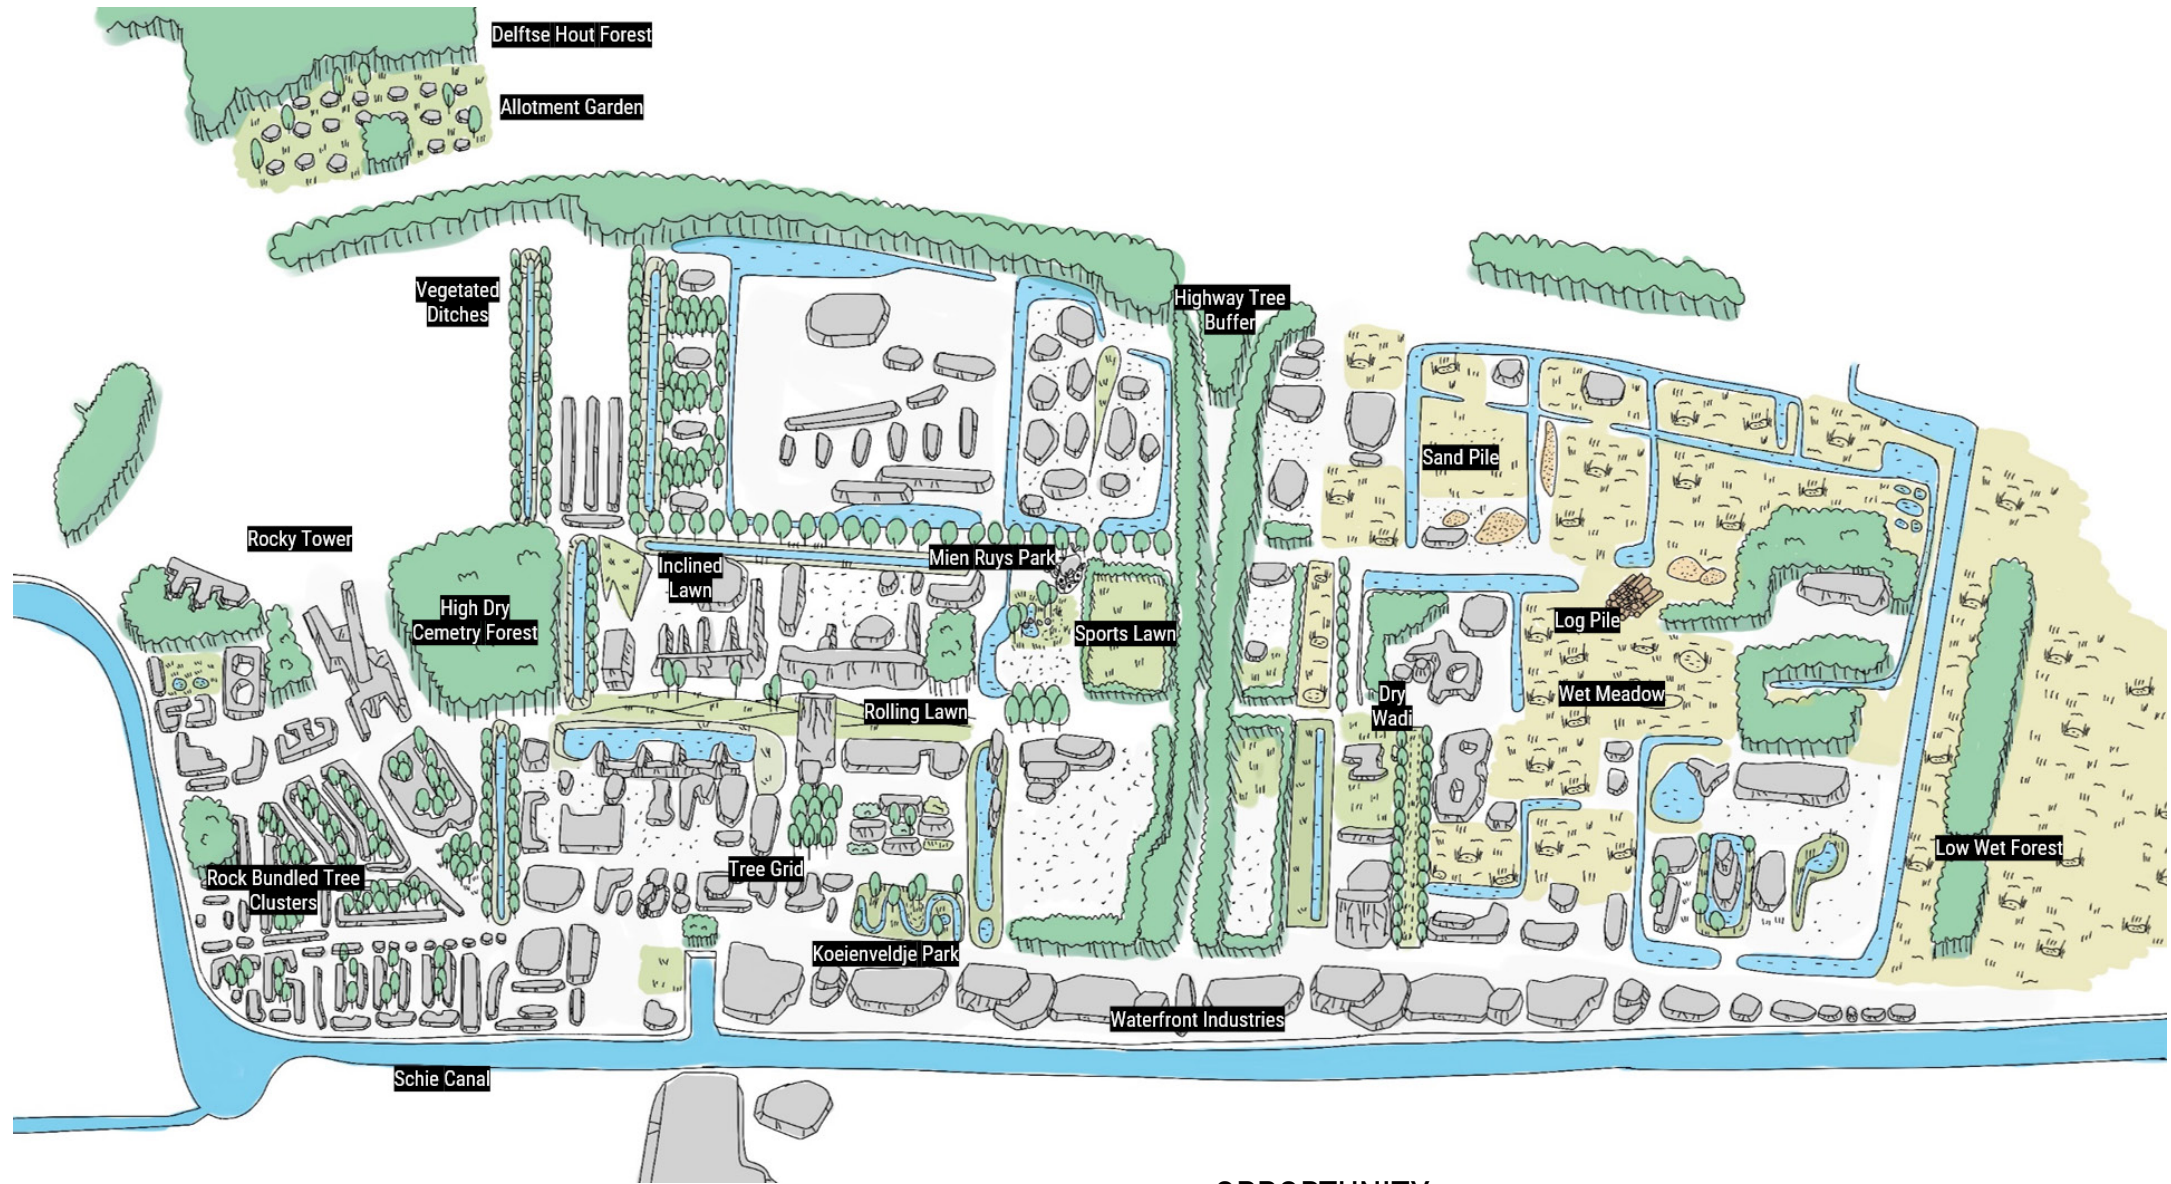 Delftse Hout Forest
Allotment Garden
Vegetated
Ditches
Highway Tree
Buffer
Sand Pile
Rocky Tower
Inclined
Lawn
Mien Ruys Park
High Dry
Cemetry Forest
Sports Lawn
Log Pile
Dry
Wadi
Wet Meadow
Rolling Lawn
Low Wet Forest
Tree Grid
Rock Bundled Tree
Clusters
Koeienveldje Park
Waterfront Industries
Schie Canal
OPPORTUNITY